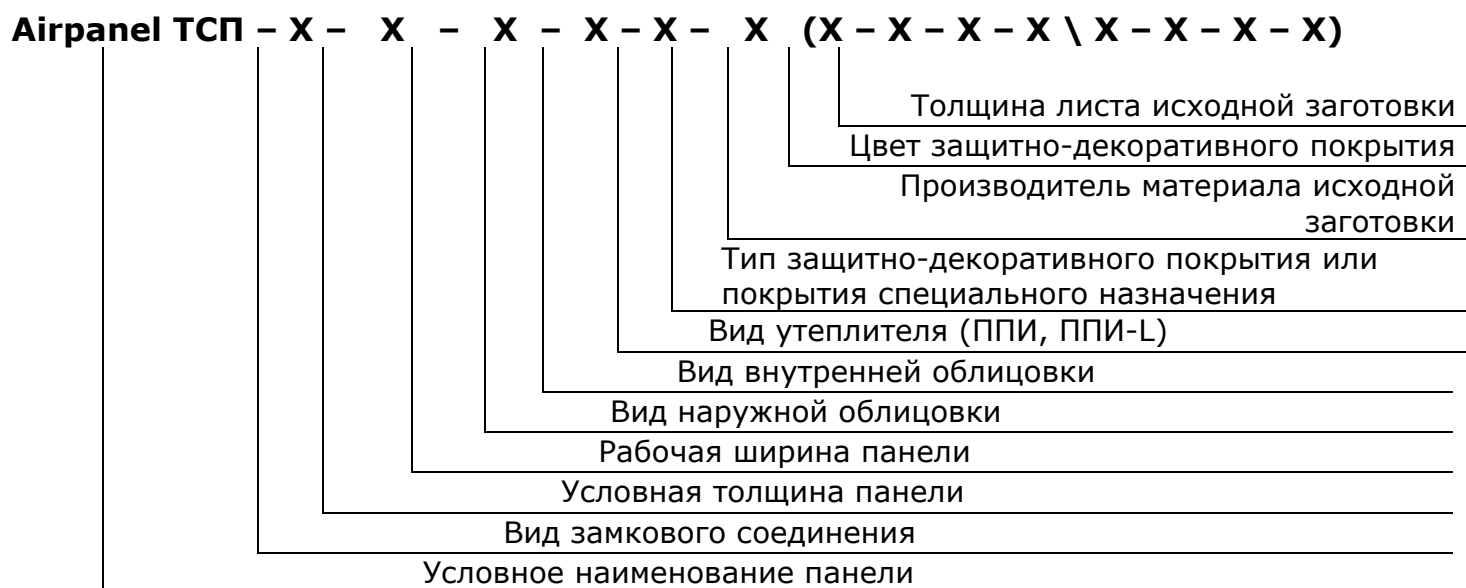 Airpanel ТСП – X – X – X – X – X – X (X – X – X – X \ X – X – X – X)
Толщина листа исходной заготовки
Цвет защитно-декоративного покрытия
Производитель материала исходной
заготовки
Тип защитно-декоративного покрытия или
покрытия специального назначения
Вид утеплителя (ППИ, ППИ-L)
Вид внутренней облицовки
Вид наружной облицовки
Рабочая ширина панели
Условная толщина панели
Вид замкового соединения
Условное наименование панели